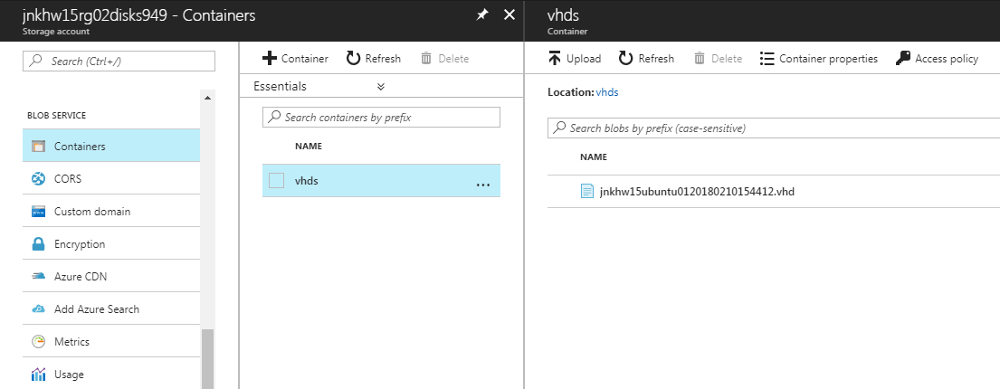 jnkhw15rg02disks949 - Containers
Storage account
Search (Ctrl+/)
BLOB SERVICE
Containers
CORS
Custom domain
Encryption
Azure CDN
Add Azure Search
Metrics
Usage
Container Refresh Delete
Essentials
Search containers by prefix
NAME
vhds
vhds
Container
Upload Refresh Delete Container properties Access policy
Location: vhds
Search blobs by prefix (case-sensitive)
NAME
jnkhw15ubuntu0120180210154412.vhd